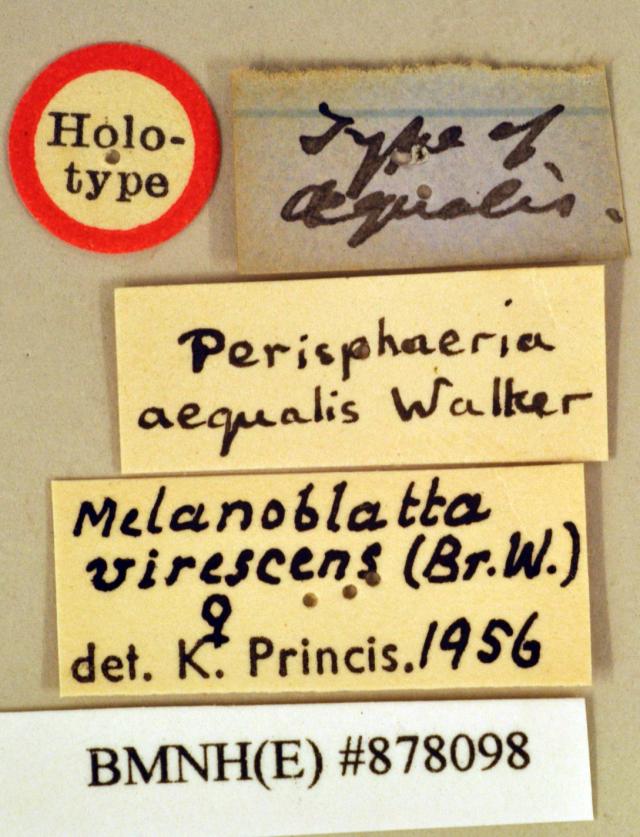 Holo-
type
Type of
aequalis.
Perisphaeria
aequalis Walker
Melanoblatta
virescens (Br.W.)
♀
det. K. Princis. 1956
BMNH(E) #878098